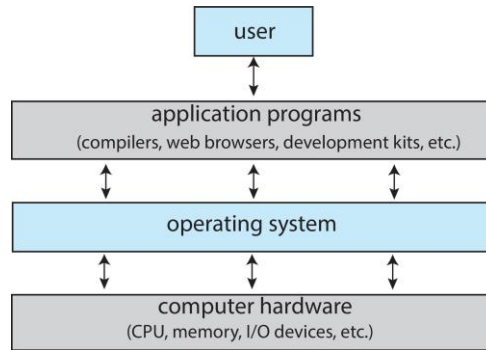 user
application programs
(compilers, web browsers, development kits, etc.)
operating system
computer hardware
(CPU, memory, I/O devices, etc.)